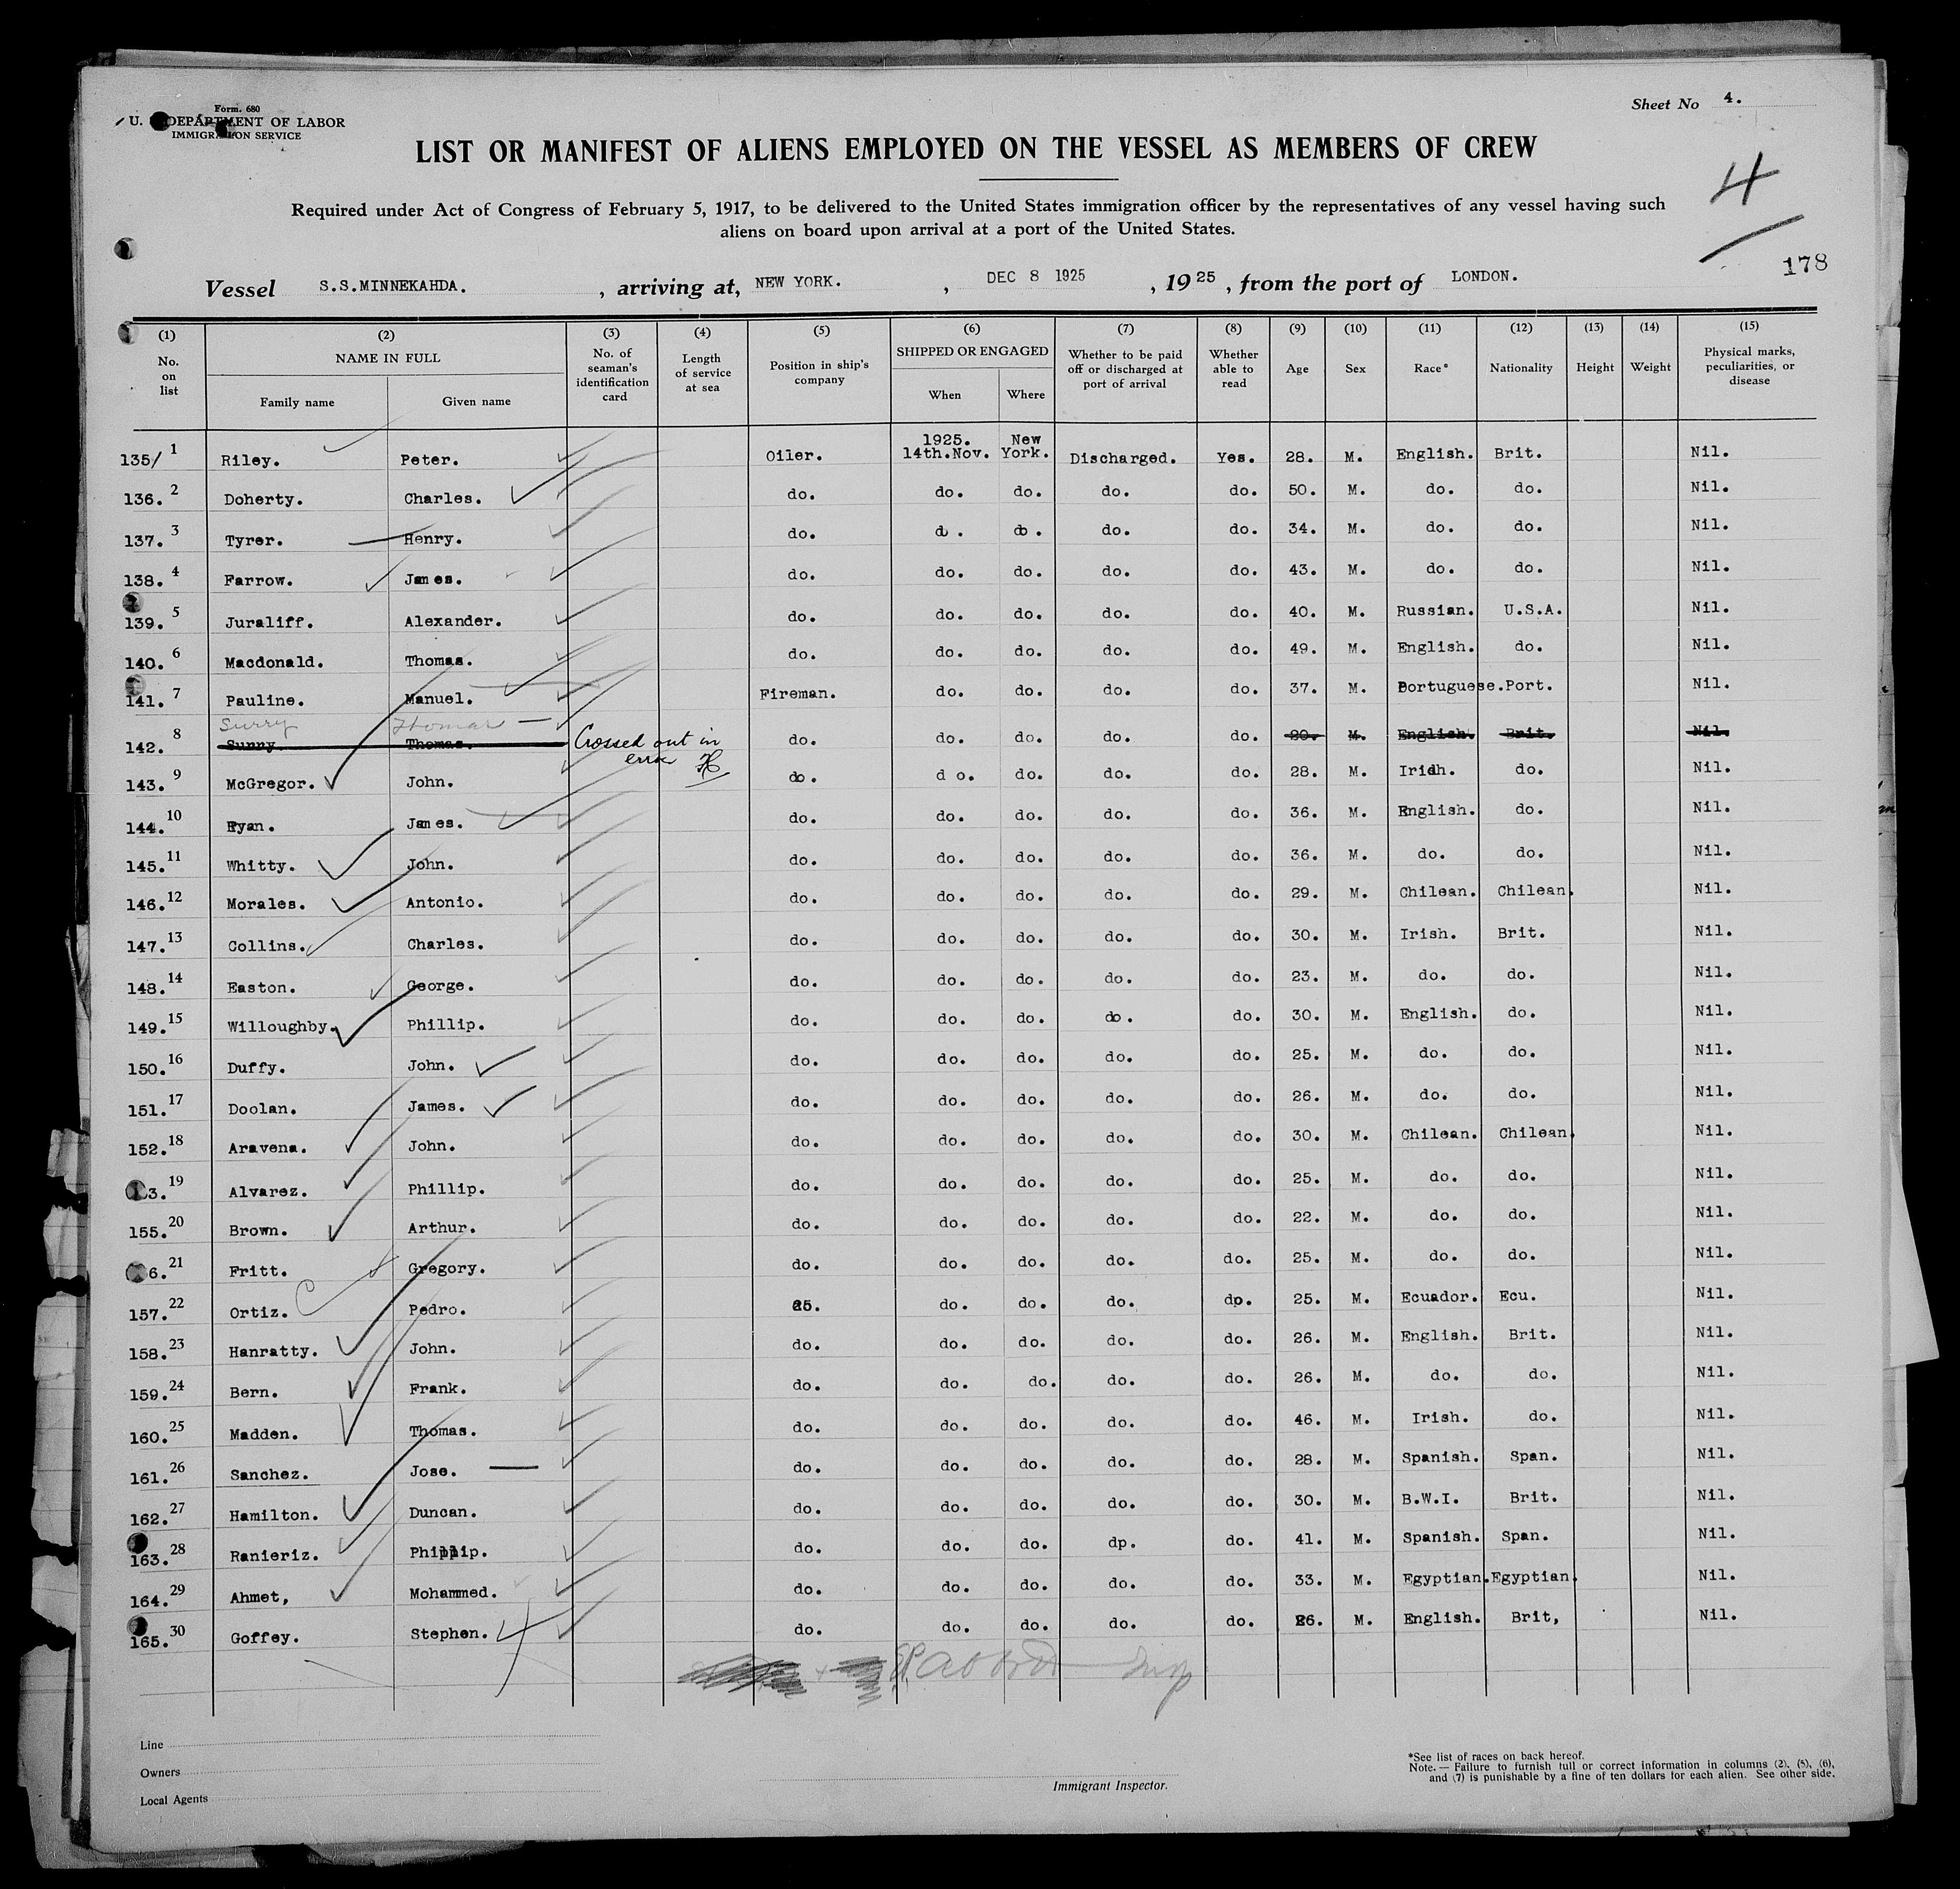 Form. 680
U. DEPARTMENT OF LABOR
IMMIGRATION SERVICE
Sheet No 4.
LIST OR MANIFEST OF ALIENS EMPLOYED ON THE VESSEL AS MEMBERS OF CREW
4
Required under Act of Congress of February 5, 1917, to be delivered to the United States immigration officer by the representatives of any vessel having such
aliens on board upon arrival at a port of the United States.
178
Vessel S.S.MINNEKAHDA. , arriving at, NEW YORK. , DEC 8 1925 , 1925 , from the port of LONDON.
(1) (2) (3) (4) (5) (6) (7) (8) (9) (10) (11) (12) (13) (14) (15)
No. on list NAME IN FULL Family name Given name No. of seaman's identification card Length of service at sea Position in ship's company SHIPPED OR ENGAGED When Where Whether to be paid off or discharged at port of arrival Whether able to read Age Sex Race* Nationality Height Weight Physical marks, peculiarities, or disease
135/ 1 Riley. Peter. Oiler. 1925. 14th.Nov. New York. Discharged. Yes. 28. M. English. Brit. Nil.
136. 2 Doherty. Charles. do. do. do. do. do. 50. M. do. do. Nil.
137. 3 Tyrer. Henry. do. d . do . do. do. 34. M. do. do. Nil.
138. 4 Farrow. James. do. do. do. do. do. 43. M. do. do. Nil.
139. 5 Juraliff. Alexander. do. do. do. do. do. 40. M. Russian. U.S.A. Nil.
140. 6 Macdonald. Thomas. do. do. do. do. do. 49. M. English. do. Nil.
141. 7 Pauline. Manuel. Fireman. do. do. do. do. 37. M. Portuguese. Port. Nil.
Surry Thomas
142. 8 Surry. Thomas. Crossed out in error do. do. do. do. do. 29. M. English. Brit. Nil.
143. 9 McGregor. John. do. d o. do. do. do. 28. M. Irish. do. Nil.
144. 10 Ryan. James. do. do. do. do. do. 36. M. English. do. Nil.
145. 11 Whitty. John. do. do. do. do. do. 36. M. do. do. Nil.
146. 12 Morales. Antonio. do. do. do. do. do. 29. M. Chilean. Chilean. Nil.
147. 13 Collins. Charles. do. do. do. do. do. 30. M. Irish. Brit. Nil.
148. 14 Easton. George. do. do. do. do. do. 23. M. do. do. Nil.
149. 15 Willoughby. Phillip. do. do. do. do. do. 30. M. English. do. Nil.
150. 16 Duffy. John. do. do. do. do. do. 25. M. do. do. Nil.
151. 17 Doolan. James. do. do. do. do. do. 26. M. do. do. Nil.
152. 18 Aravena. John. do. do. do. do. do. 30. M. Chilean. Chilean. Nil.
3. 19 Alvarez. Phillip. do. do. do. do. do. 25. M. do. do. Nil.
155. 20 Brown. Arthur. do. do. do. do. do. 22. M. do. do. Nil.
6. 21 Fritt. Gregory. do. do. do. do. do. 25. M. do. do. Nil.
157. 22 Ortiz. Pedro. do. do. do. dp. 25. M. Ecuador. Ecu. Nil.
158. 23 Hanratty. John. do. do. do. do. do. 26. M. English. Brit. Nil.
159. 24 Bern. Frank. do. do. do. do. do. 26. M. do. do. Nil.
160. 25 Madden. Thomas. do. do. do. do. do. 46. M. Irish. do. Nil.
161. 26 Sanchez. Jose. do. do. do. do. do. 28. M. Spanish. Span. Nil.
162. 27 Hamilton. Duncan. do. do. do. do. do. 30. M. B.W.I. Brit. Nil.
163. 28 Ranieriz. Phillip. do. do. do. dp. do. 41. M. Spanish. Span. Nil.
164. 29 Ahmet, Mohammed. do. do. do. do. do. 33. M. Egyptian. Egyptian. Nil.
165. 30 Goffey. Stephen. do. do. do. do. do. 26. M. English. Brit, Nil.
Insp
Line
Owners
Local Agents
Immigrant Inspector.
*See list of races on back hereof.
Note. — Failure to furnish full or correct information in columns (2), (5), (6),
and (7) is punishable by a fine of ten dollars for each alien. See other side.